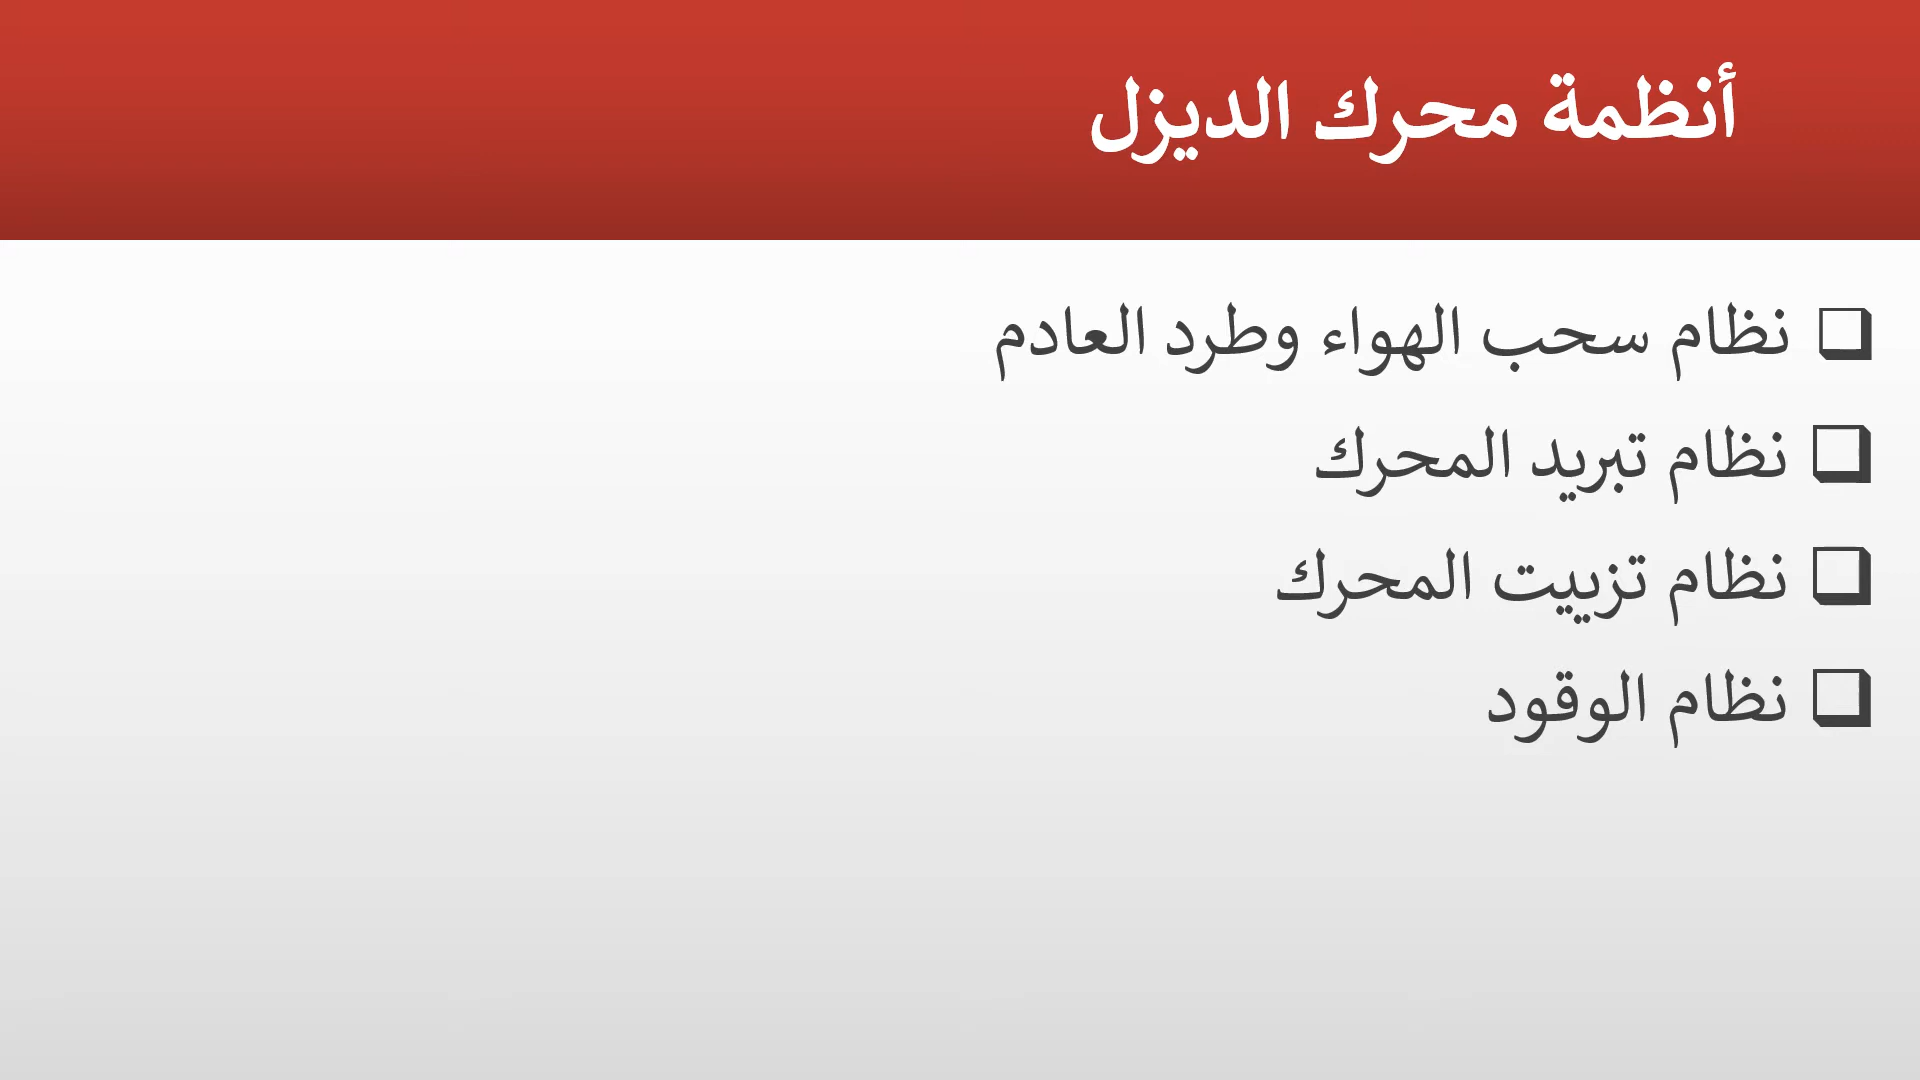 أنظمة محرك الديزل
❑ نظام سحب الهواء وطرد العادم
❑ نظام تبريد المحرك
❑ نظام تزييت المحرك
❑ نظام الوقود